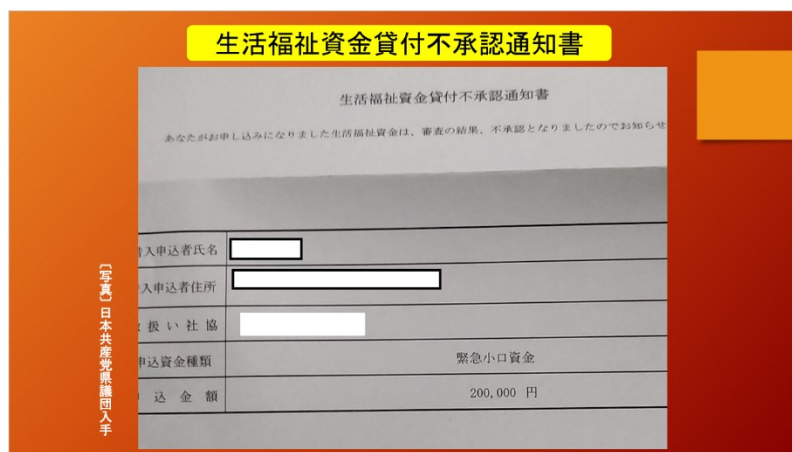 生活福祉資金貸付不承認通知書
生活福祉資金貸付不承認通知書
あなたがお申し込みになりました生活福祉資金は、審査の結果、不承認となりましたのでお知らせ
入申込者氏名
入申込者住所
扱い社協
申込資金種類 緊急小口資金
込金額 200,000 円
〔写真〕日本共産党県議団入手